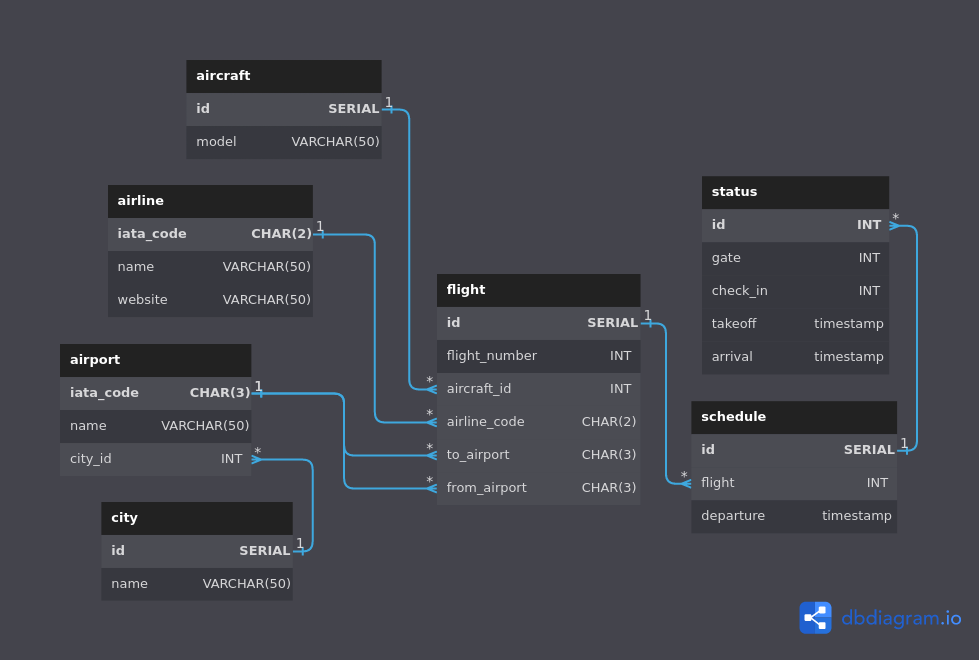 aircraft
id SERIAL 1
model VARCHAR(50)
airline
iata_code CHAR(2) 1
name VARCHAR(50)
website VARCHAR(50)
airport
iata_code CHAR(3) 1
name VARCHAR(50)
city_id INT *
city
id SERIAL 1
name VARCHAR(50)
flight
id SERIAL 1
flight_number INT
* aircraft_id INT
* airline_code CHAR(2)
* to_airport CHAR(3)
* from_airport CHAR(3)
status
id INT *
gate INT
check_in INT
takeoff timestamp
arrival timestamp
schedule
id SERIAL 1
* flight INT
departure timestamp
dbdiagram.io